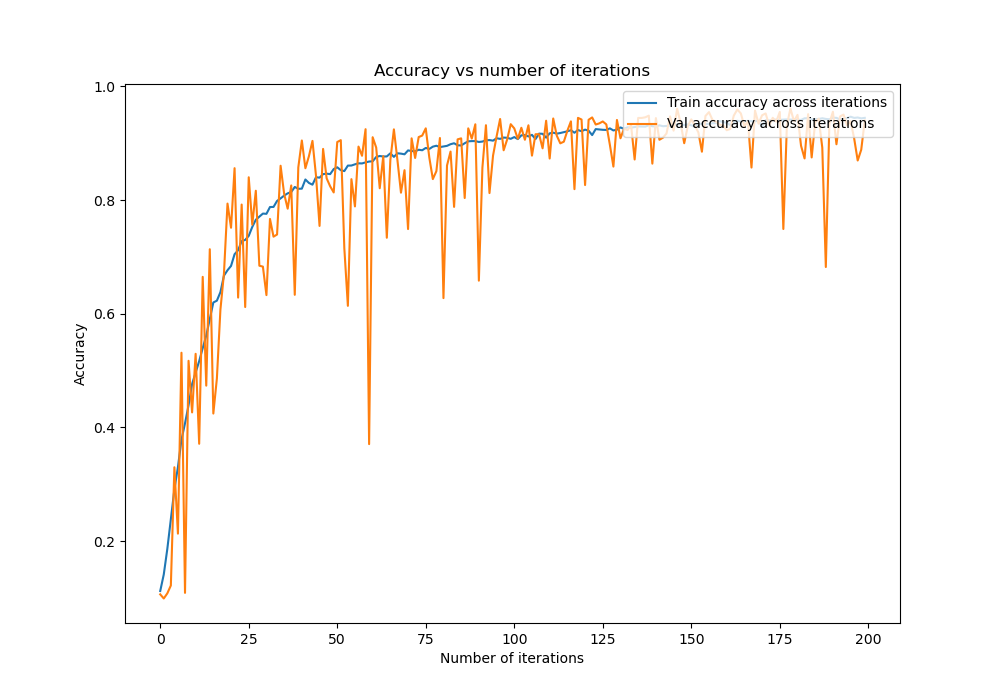 Accuracy vs number of iterations
Train accuracy across iterations
Val accuracy across iterations
1.0
0.8
0.6
0.4
0.2
Accuracy
0
25
50
75
100
125
150
175
200
Number of iterations